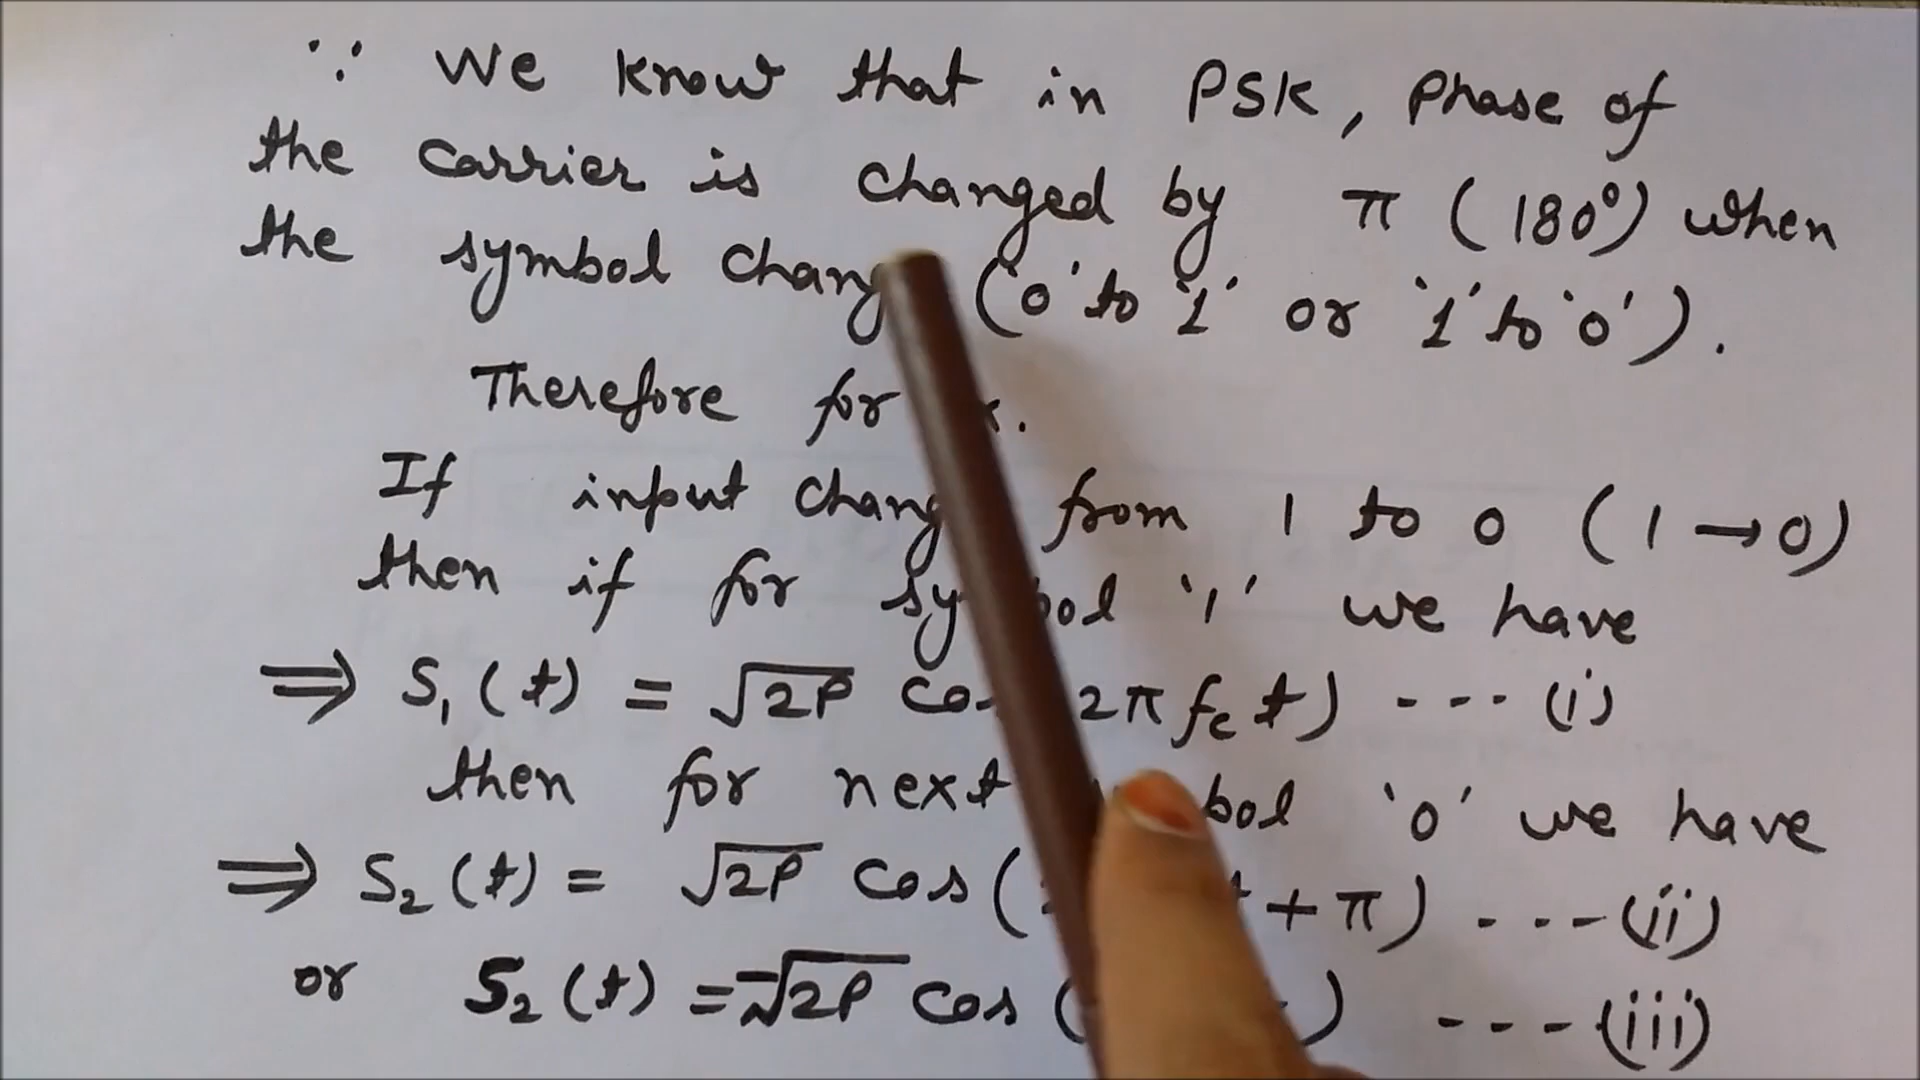 ∵ We know that in PSK, Phase of
the carrier is changed by π (180°) when
the symbol chang ('0' to '1' or '1' to '0').
Therefore for x.
If input chang from 1 to 0 (1 → 0)
then if for sy bol '1' we have
⇒ S₁(t) = √2P co 2π fc t) --- (i)
then for next bol '0' we have
⇒ S₂(t) = √2P cos( t + π) --- (ii)
or S₂(t) = -√2P cos( ) --- (iii)